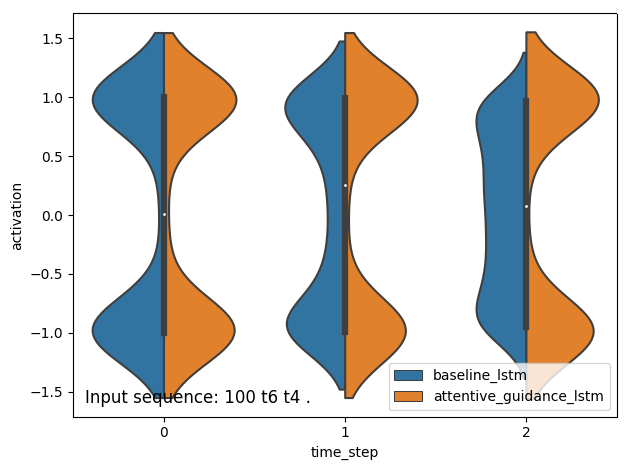 1.5
1.0
0.5
0.0
−0.5
−1.0
−1.5
activation
Input sequence: 100 t6 t4 .
baseline_lstm
attentive_guidance_lstm
0 1 2
time_step